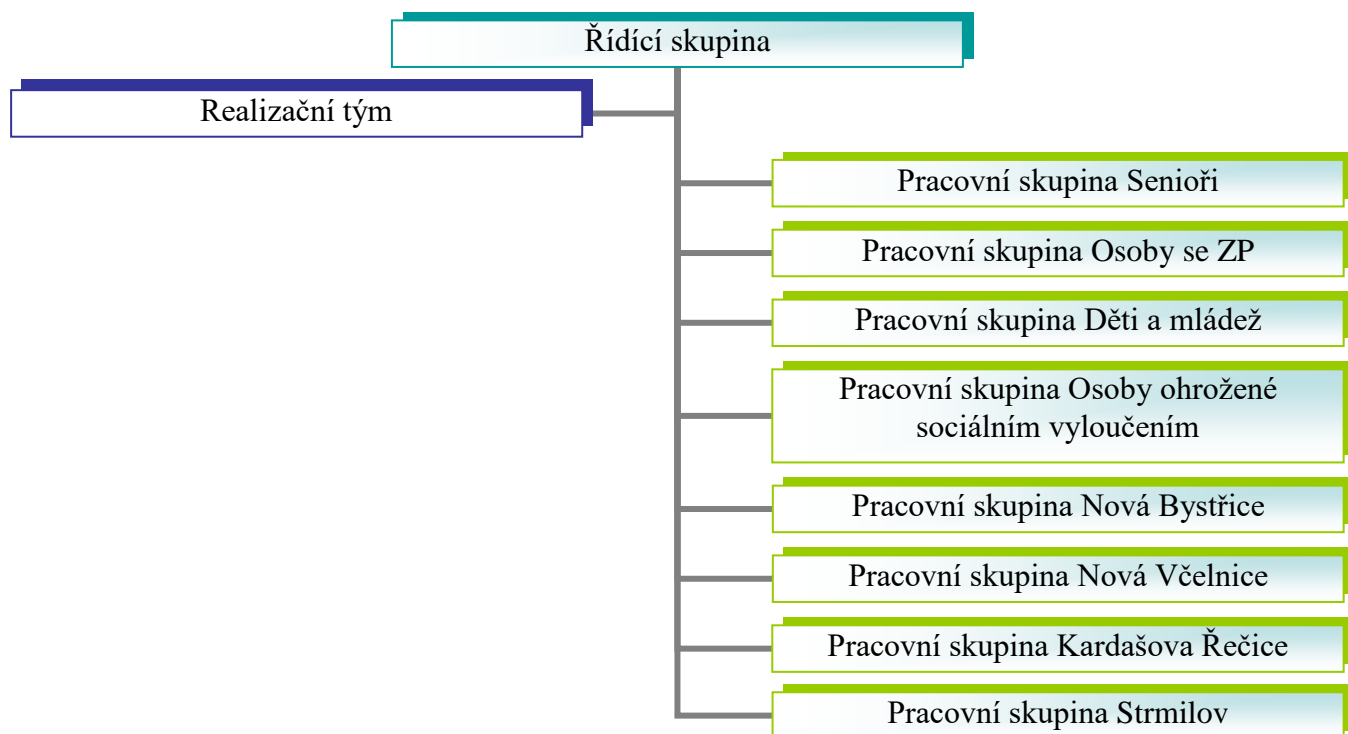 Řídící skupina
Realizační tým
Pracovní skupina Senioři
Pracovní skupina Osoby se ZP
Pracovní skupina Děti a mládež
Pracovní skupina Osoby ohrožené
sociálním vyloučením
Pracovní skupina Nová Bystřice
Pracovní skupina Nová Včelnice
Pracovní skupina Kardašova Řečice
Pracovní skupina Strmilov